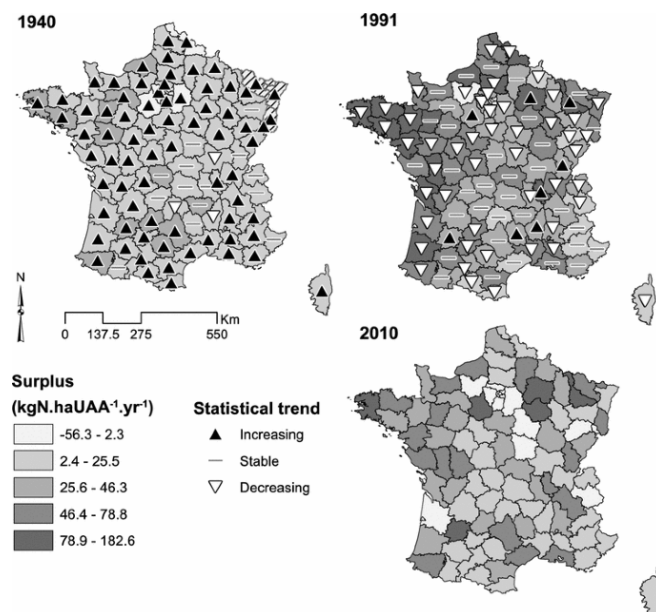 1940
1991
N
Km
0 137.5 275 550
2010
Surplus
(kgN.haUAA⁻¹.yr⁻¹)
-56.3 - 2.3
2.4 - 25.5
25.6 - 46.3
46.4 - 78.8
78.9 - 182.6
Statistical trend
Increasing
Stable
Decreasing